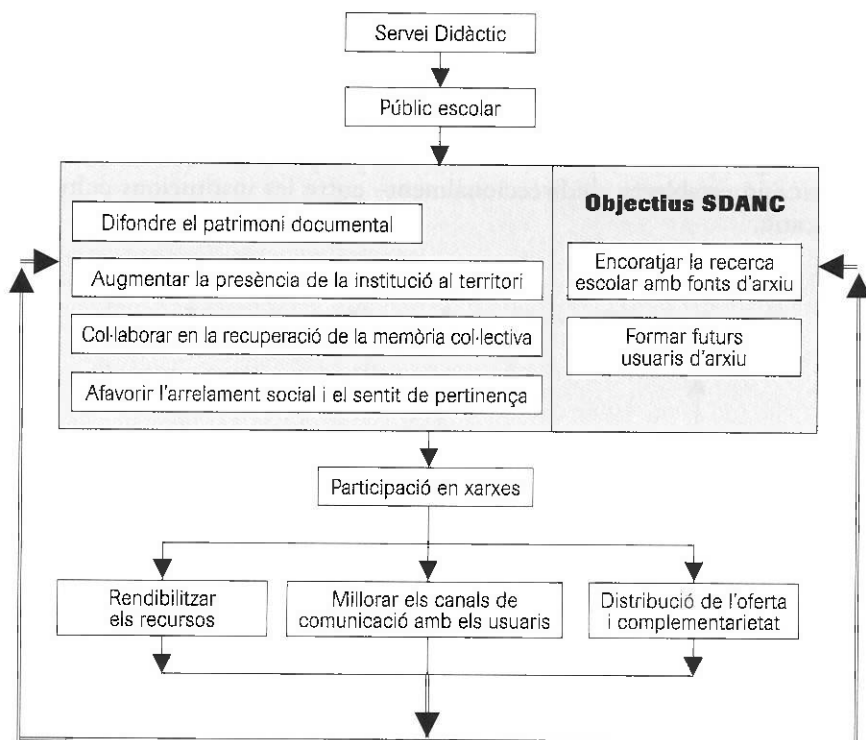 Servei Didàctic
Públic escolar
Difondre el patrimoni documental
Augmentar la presència de la institució al territori
Col·laborar en la recuperació de la memòria col·lectiva
Afavorir l'arrelament social i el sentit de pertinença
Objectius SDANC
Encoratjar la recerca
escolar amb fonts d'arxiu
Formar futurs
usuaris d'arxiu
Participació en xarxes
Rendibilitzar
els recursos
Millorar els canals de
comunicació amb els usuaris
Distribució de l'oferta
i complementarietat